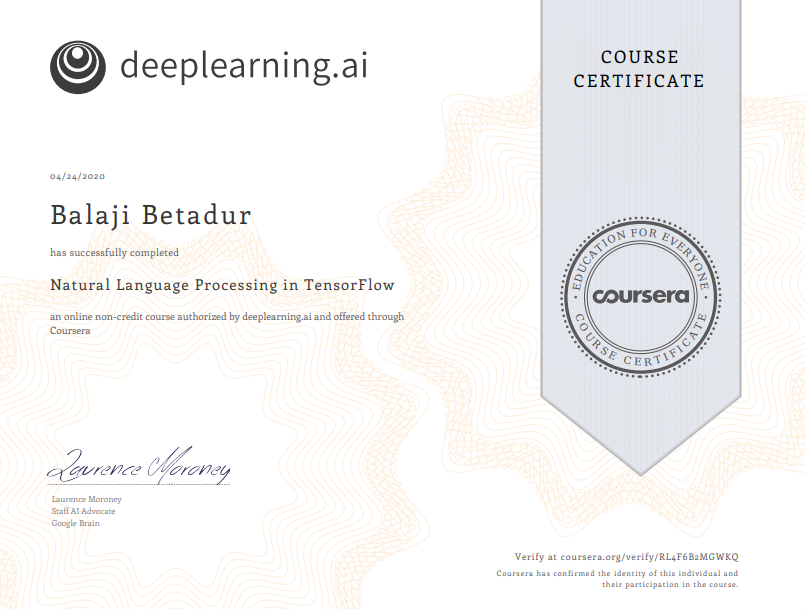 deeplearning.ai
COURSE
CERTIFICATE
04/24/2020
Balaji Betadur
has successfully completed
Natural Language Processing in TensorFlow
an online non-credit course authorized by deeplearning.ai and offered through
Coursera
EDUCATION FOR EVERYONE
coursera
COURSE CERTIFICATE
Laurence Moroney
Laurence Moroney
Staff AI Advocate
Google Brain
Verify at coursera.org/verify/RL4F6B2MGWKQ
Coursera has confirmed the identity of this individual and
their participation in the course.